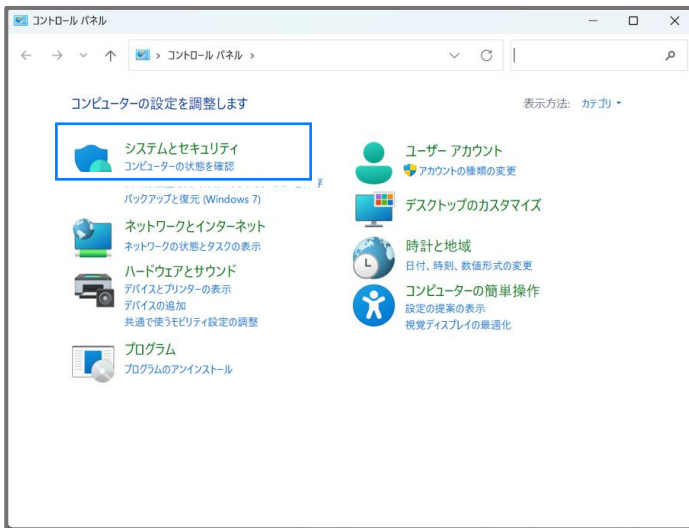 コントロール パネル
コントロール パネル
コンピューターの設定を調整します
表示方法: カテゴリ
システムとセキュリティ
コンピューターの状態を確認
バックアップと復元 (Windows 7)
ネットワークとインターネット
ネットワークの状態とタスクの表示
ハードウェアとサウンド
デバイスとプリンターの表示
デバイスの追加
共通で使うモビリティ設定の調整
プログラム
プログラムのアンインストール
ユーザー アカウント
アカウントの種類の変更
デスクトップのカスタマイズ
時計と地域
日付、時刻、数値形式の変更
コンピューターの簡単操作
設定の提案の表示
視覚ディスプレイの最適化